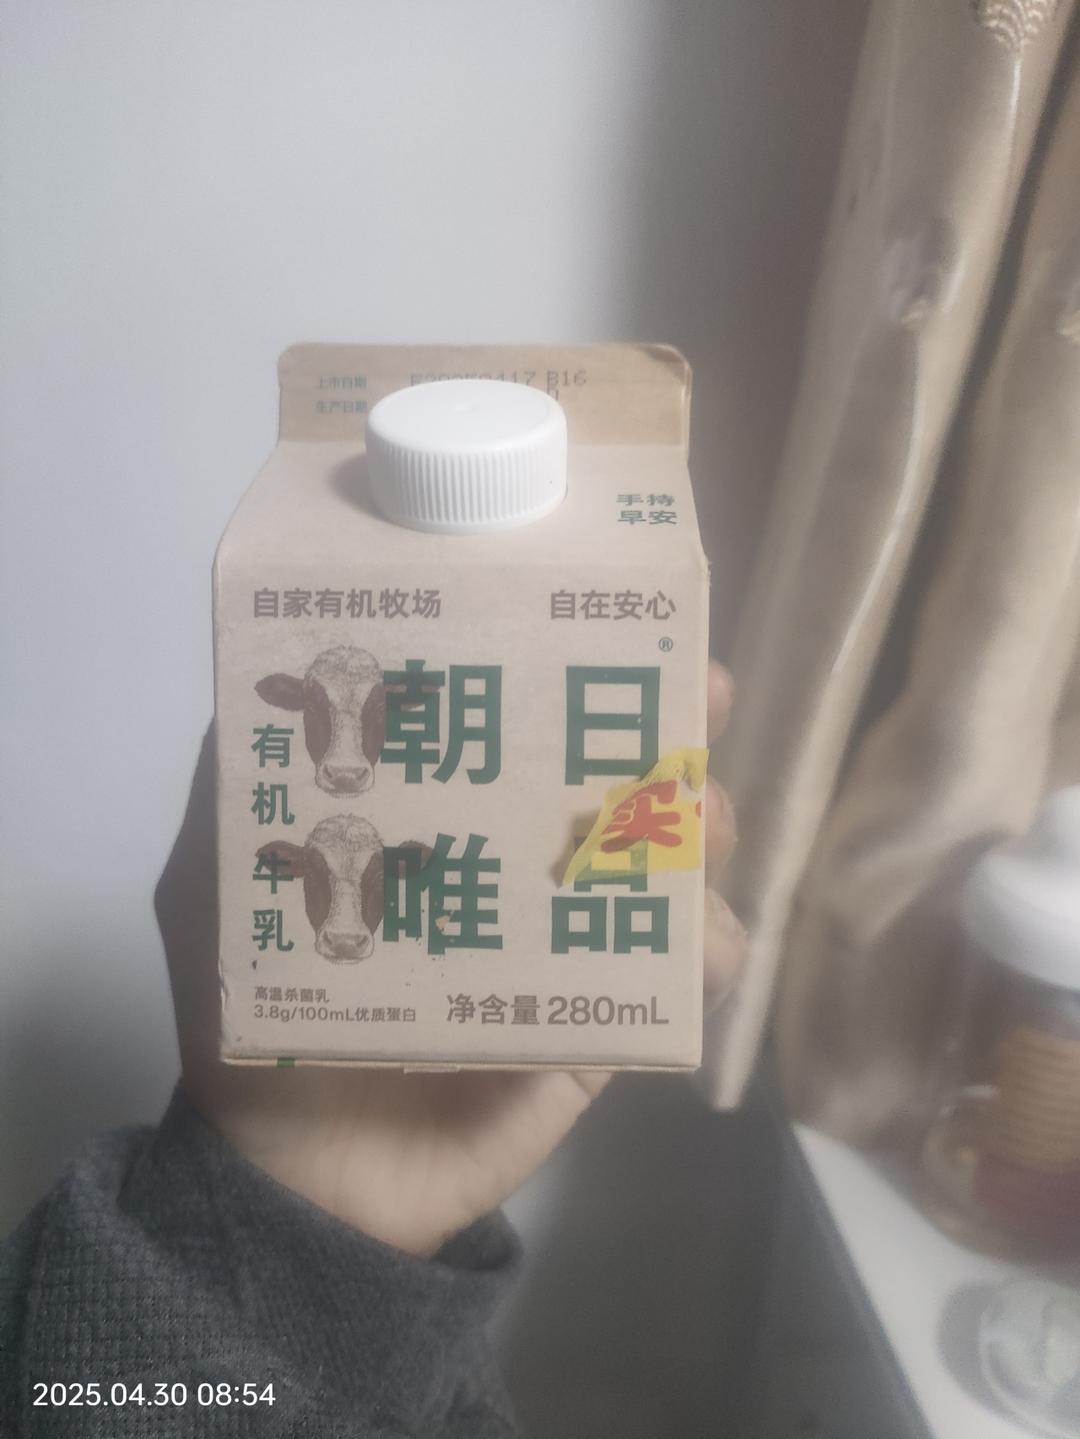 上市日期
B16
生产日期
手持
早安
自家有机牧场 自在安心
朝日®
唯品
有机牛乳
买
高温杀菌乳
3.8g/100mL优质蛋白
净含量280mL
2025.04.30 08:54